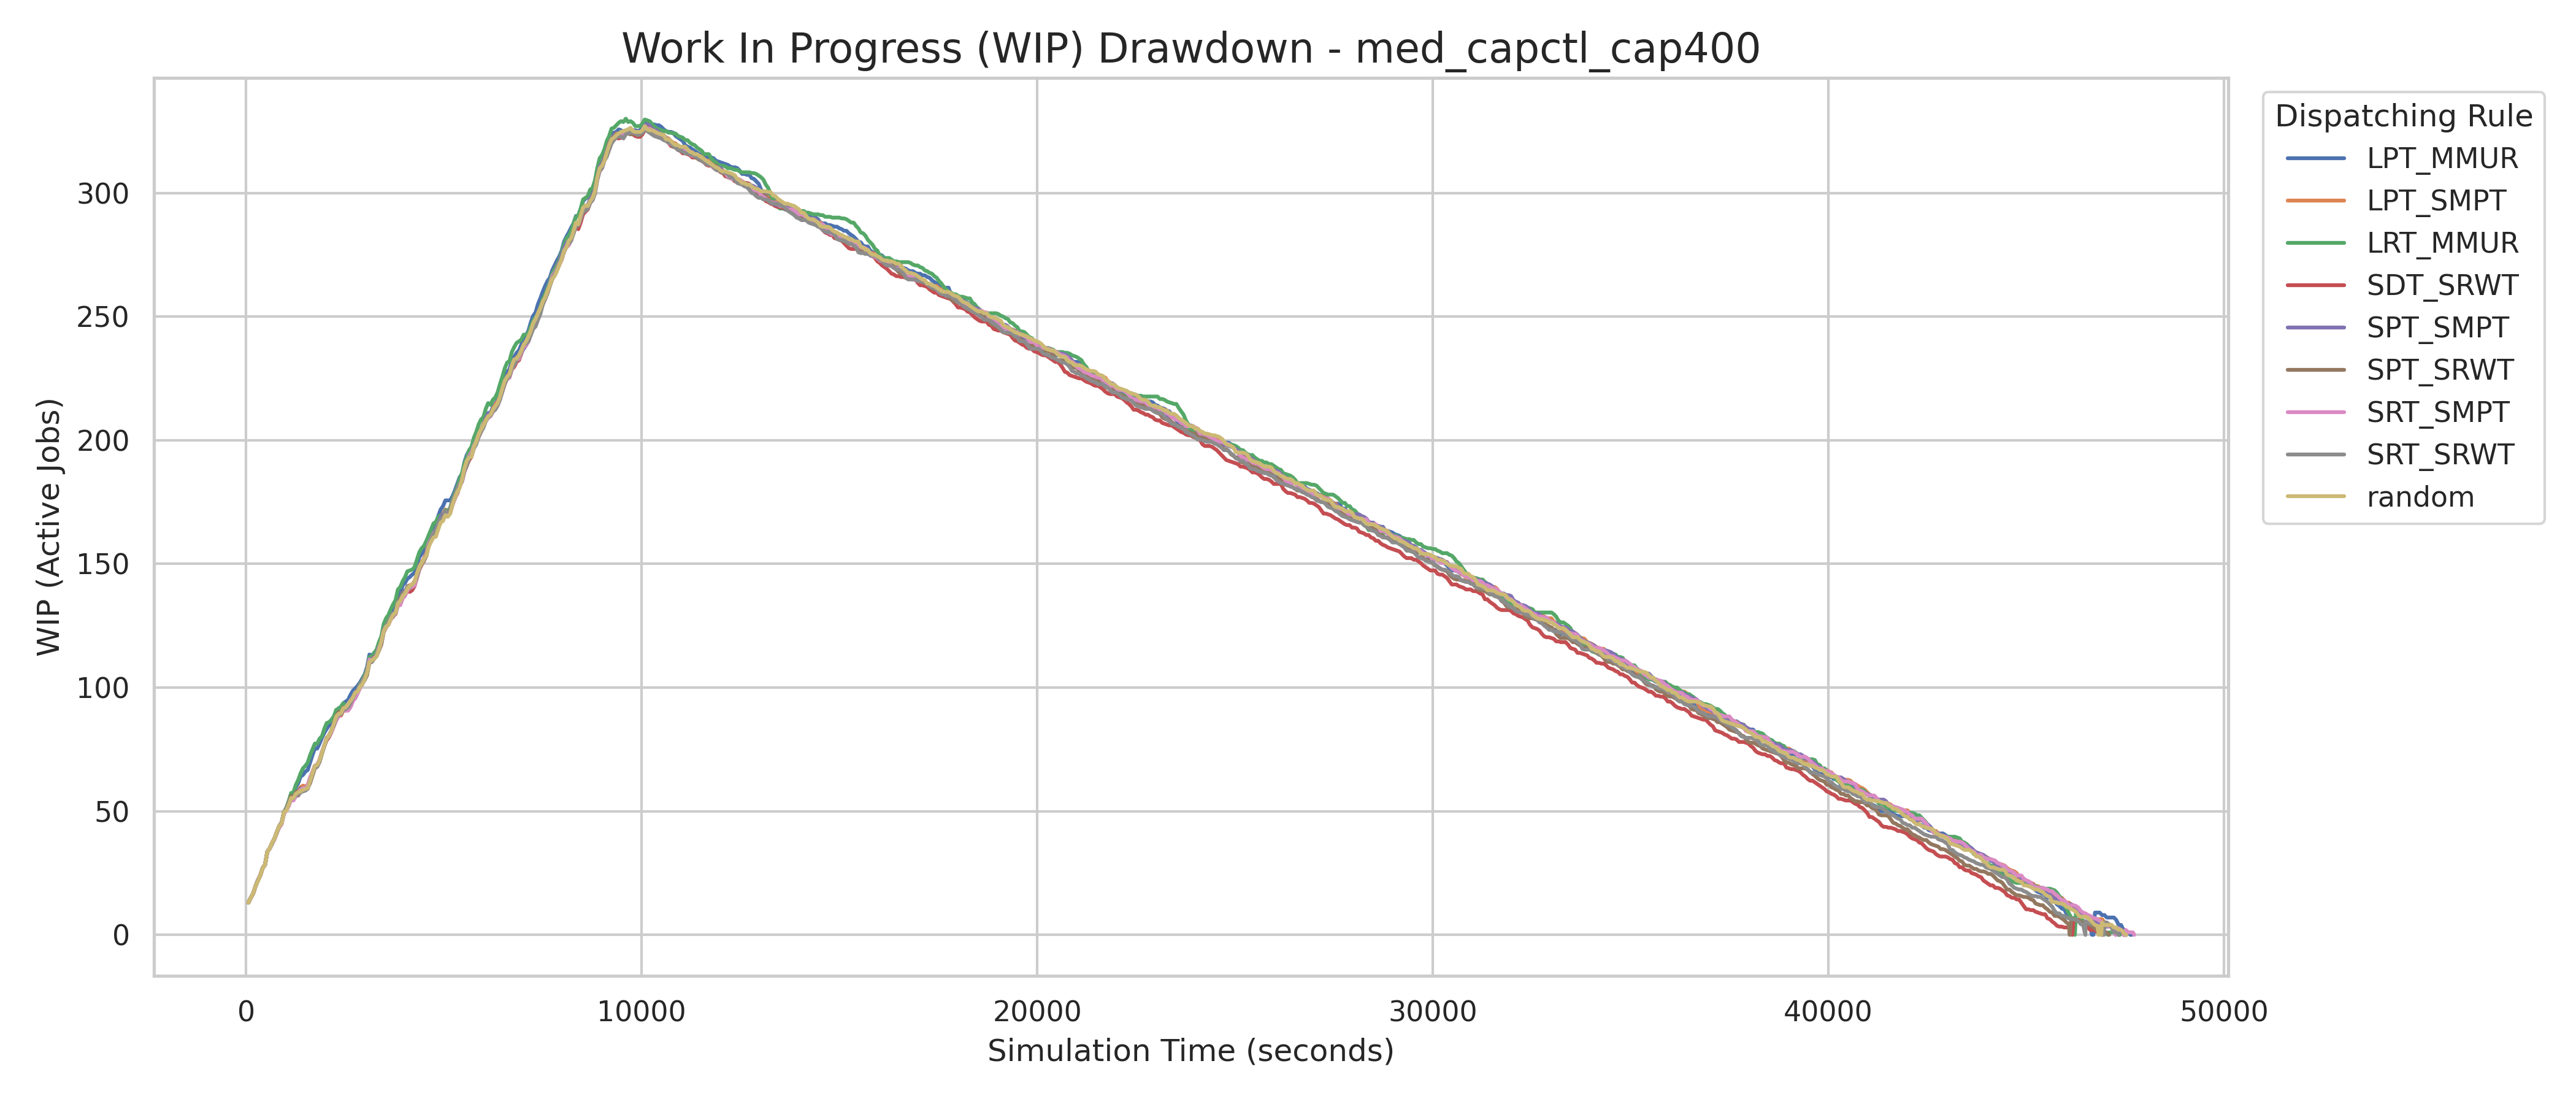 Work In Progress (WIP) Drawdown - med_capctl_cap400
Dispatching Rule
LPT_MMUR
LPT_SMPT
LRT_MMUR
SDT_SRWT
SPT_SMPT
SPT_SRWT
SRT_SMPT
SRT_SRWT
random
WIP (Active Jobs)
300
250
200
150
100
50
0
0
10000
20000
30000
40000
50000
Simulation Time (seconds)